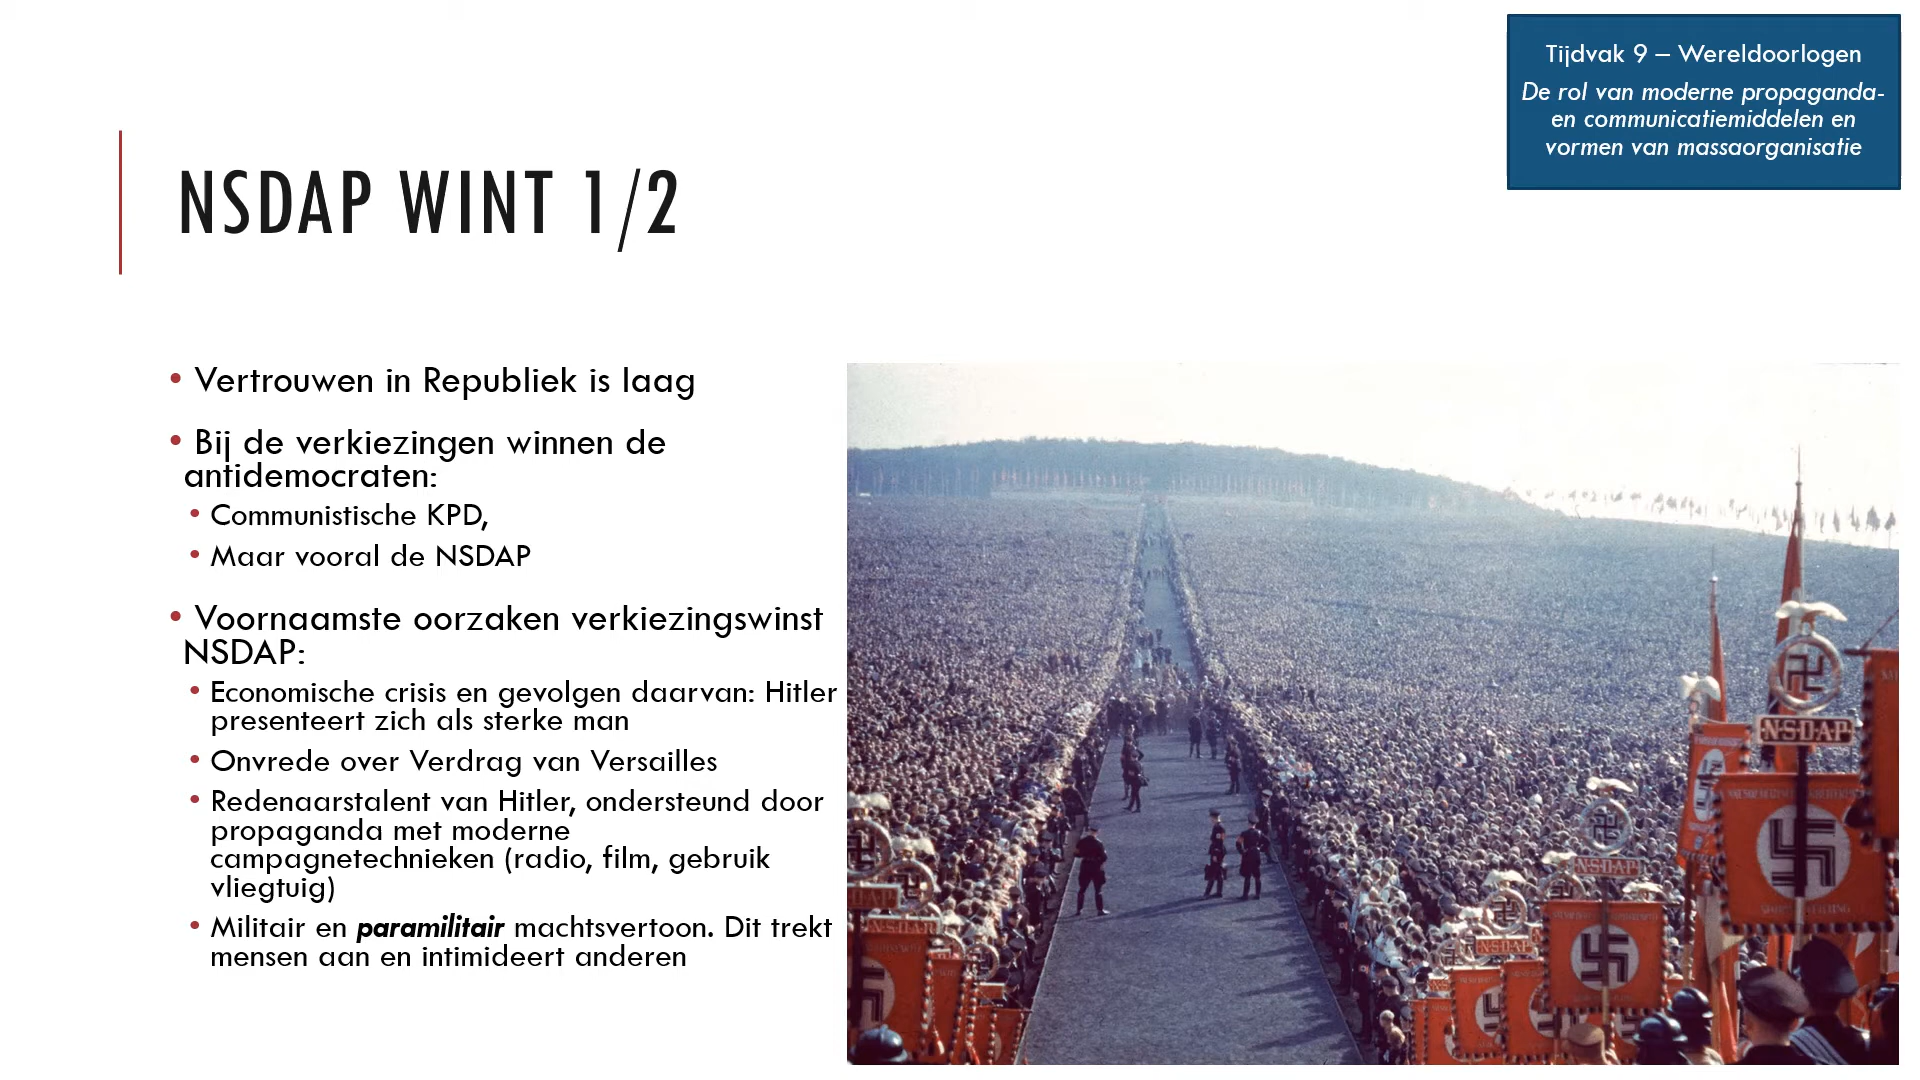 Tijdvak 9 – Wereldoorlogen
De rol van moderne propaganda-
en communicatiemiddelen en
vormen van massaorganisatie
NSDAP WINT 1/2
• Vertrouwen in Republiek is laag
• Bij de verkiezingen winnen de
antidemocraten:
• Communistische KPD,
• Maar vooral de NSDAP
• Voornaamste oorzaken verkiezingswinst
NSDAP:
• Economische crisis en gevolgen daarvan: Hitler
presenteert zich als sterke man
• Onvrede over Verdrag van Versailles
• Redenaarstalent van Hitler, ondersteund door
propaganda met moderne
campagnetechnieken (radio, film, gebruik
vliegtuig)
• Militair en paramilitair machtsvertoon. Dit trekt
mensen aan en intimideert anderen
NSDAP
NSDAP
NSDAP
NSDAP